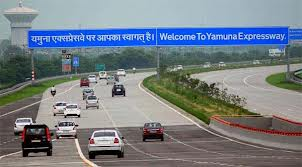 यमुना एक्सप्रेसवे पर आपका स्वागत है। Welcome To Yamuna Expressway.